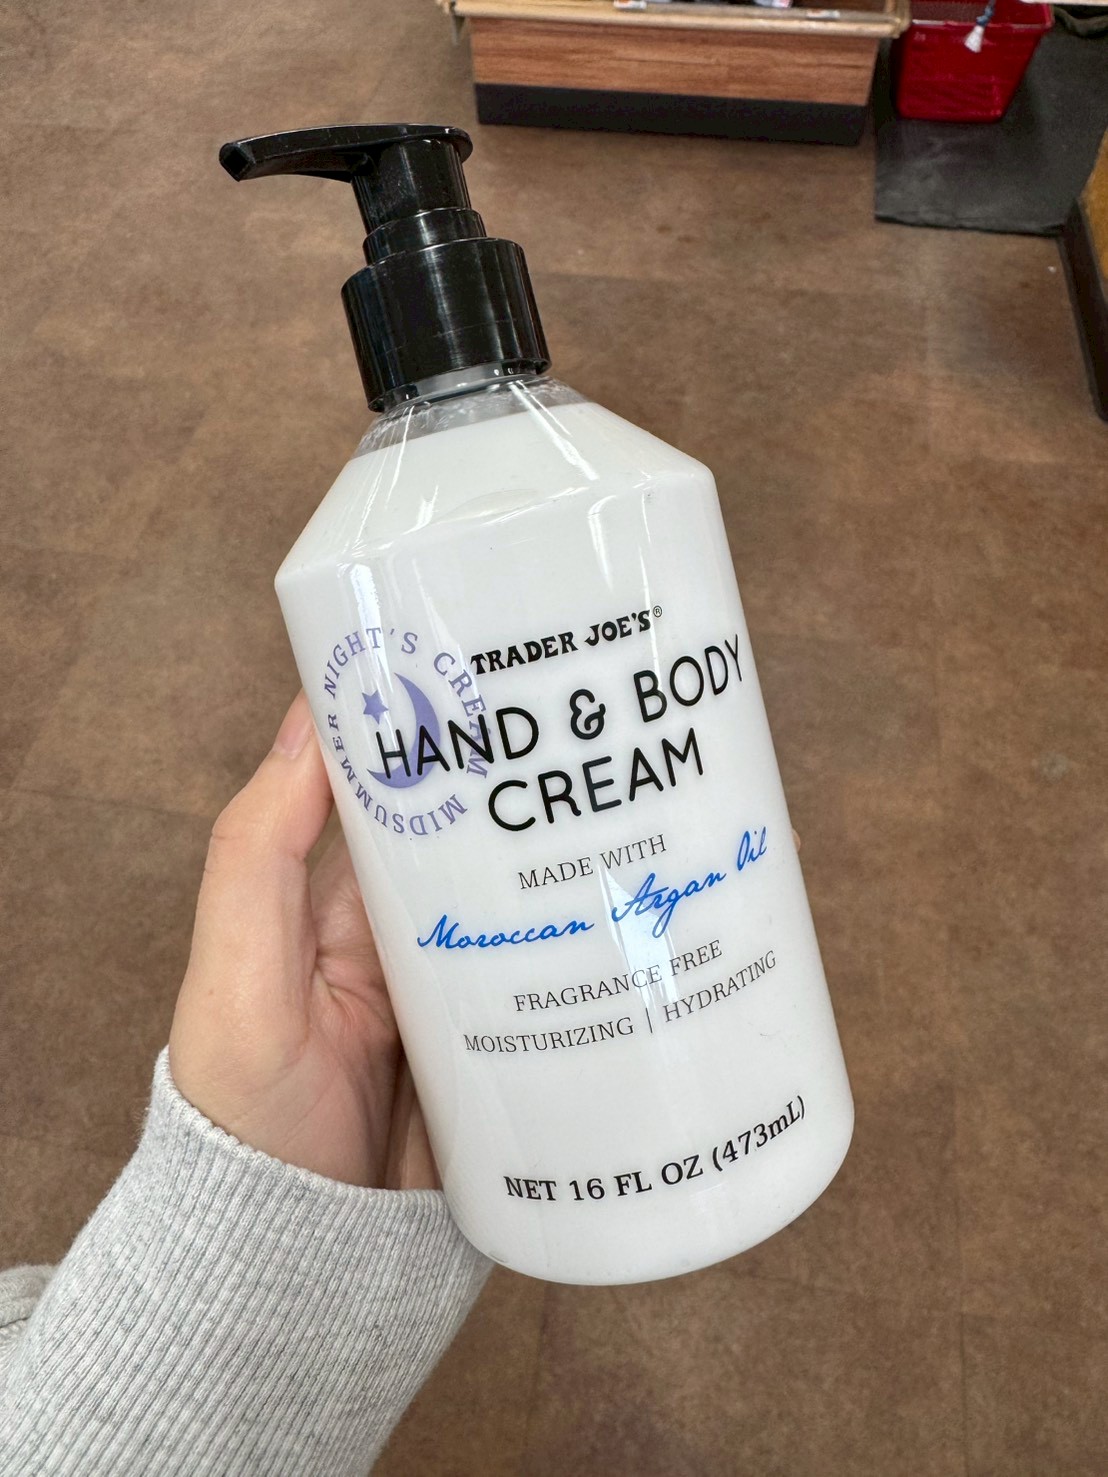 MIDSUMMER NIGHT'S CREAM
TRADER JOE'S®
HAND & BODY
CREAM
MADE WITH
Moroccan Argan Oil
FRAGRANCE FREE
MOISTURIZING | HYDRATING
NET 16 FL OZ (473mL)